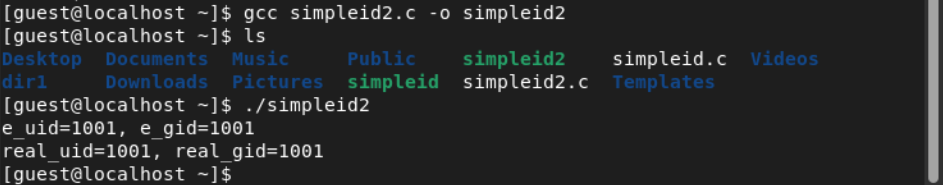 [guest@localhost ~]$ gcc simpleid2.c -o simpleid2
[guest@localhost ~]$ ls
Desktop  Documents  Music     Public    simpleid2    simpleid.c  Videos
dir1     Downloads  Pictures  simpleid  simpleid2.c  Templates
[guest@localhost ~]$ ./simpleid2
e_uid=1001, e_gid=1001
real_uid=1001, real_gid=1001
[guest@localhost ~]$